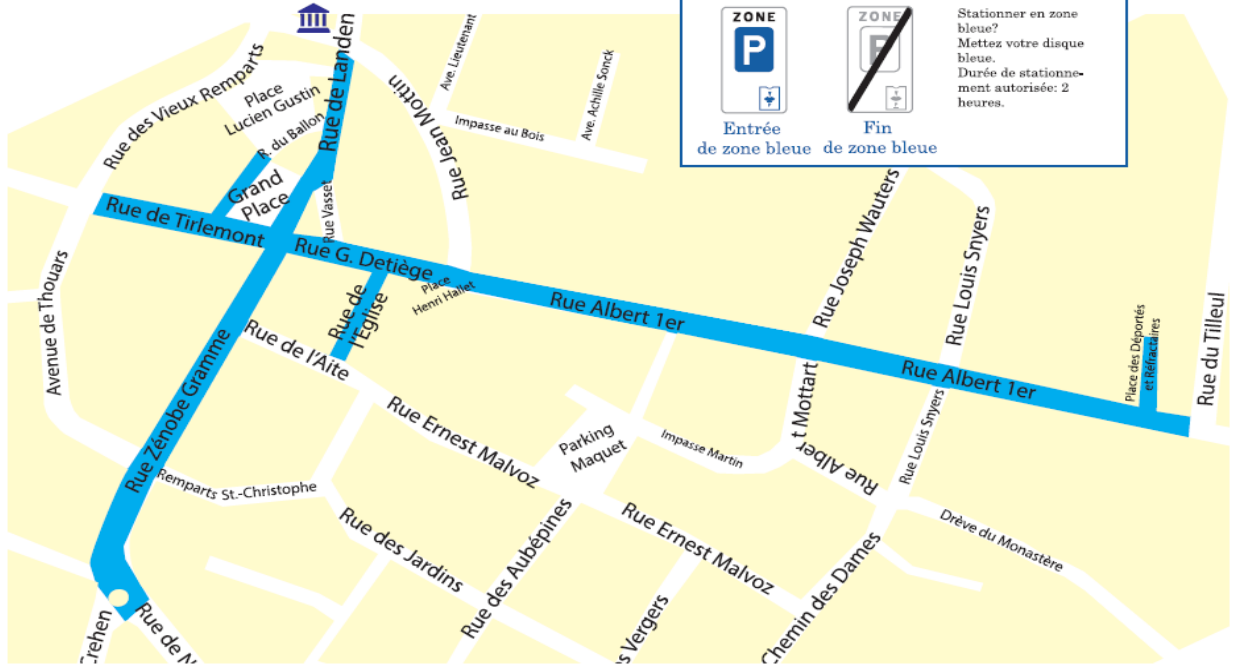 ZONE
P
ZONE
P
Stationner en zone
bleue?
Mettez votre disque
bleue.
Durée de stationne-
ment autorisée: 2
heures.
Entrée
de zone bleue
Fin
de zone bleue
Rue des Vieux Remparts
Place
Lucien Gustin
R. du Ballon
Rue de Landen
Rue Jean Mottin
Ave. Lieutenant
Ave. Achille Sonck
Impasse au Bois
Grand
Place
Rue Vasset
Rue de Tirlemont
Rue G. Detiège
Place
Henri Hallet
Rue de
l'Eglise
Rue Albert 1er
Rue Joseph Wauters
Rue Louis Snyers
Rue Albert 1er
Place des Déportés
et Réfractaires
Rue du Tilleul
Avenue de Thouars
Rue Zénobe Gramme
Rue de l'Aite
Rue Ernest Malvoz
Parking
Maquet
Impasse Martin
Rue Albert Mottart
Rue Louis Snyers
Remparts St.-Christophe
Rue des Jardins
Rue des Aubépines
Rue Ernest Malvoz
Drève du Monastère
Chemin des Dames
s Vergers
Crehen
Rue de N